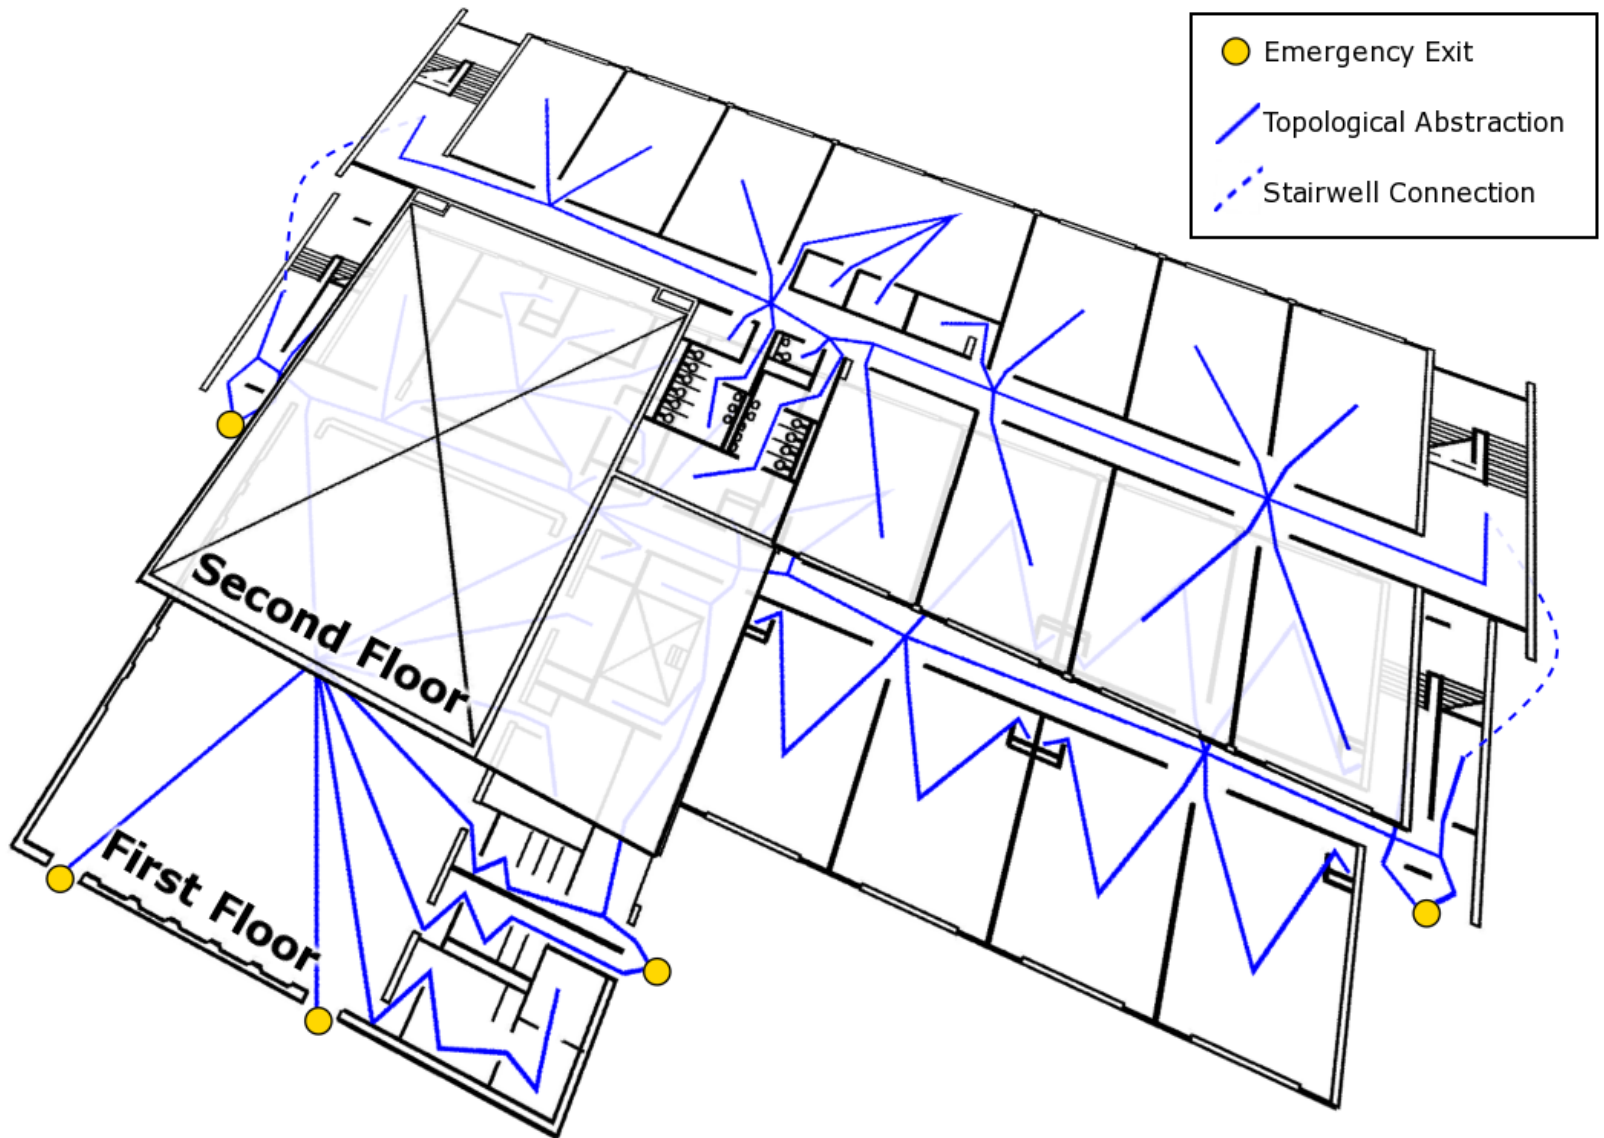 Emergency Exit
Topological Abstraction
Stairwell Connection
Second Floor
First Floor